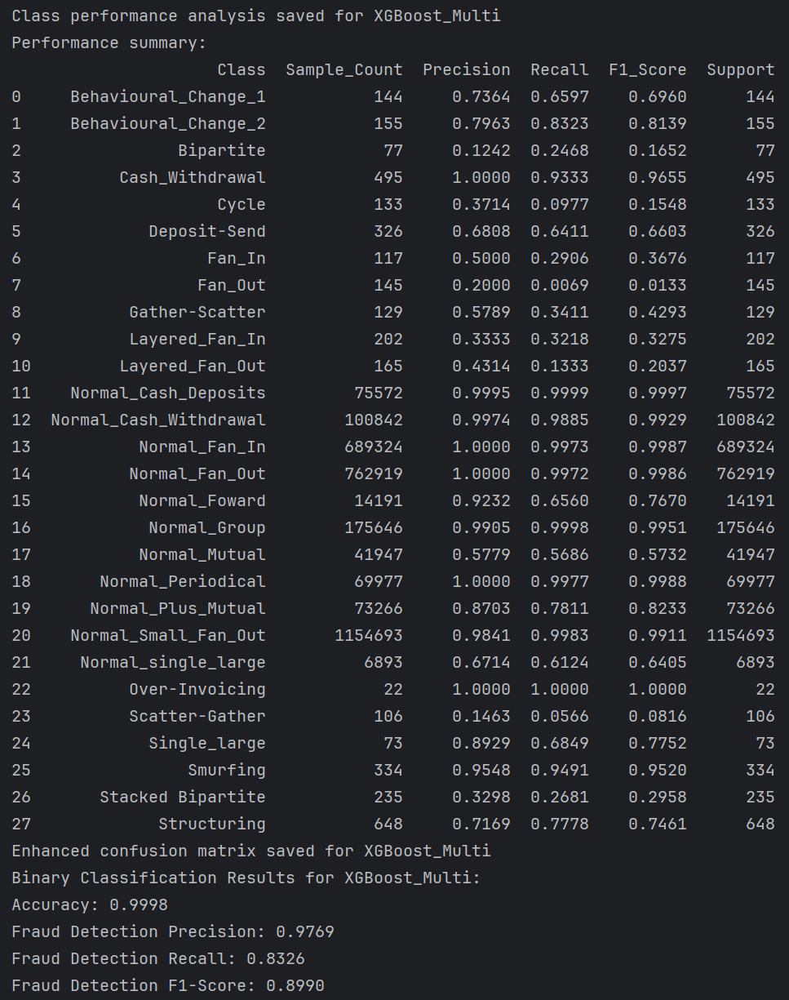 Class performance analysis saved for XGBoost_Multi
Performance summary:
                     Class  Sample_Count  Precision  Recall  F1_Score  Support
0     Behavioural_Change_1           144     0.7364  0.6597    0.6960      144
1     Behavioural_Change_2           155     0.7963  0.8323    0.8139      155
2                Bipartite            77     0.1242  0.2468    0.1652       77
3          Cash_Withdrawal           495     1.0000  0.9333    0.9655      495
4                    Cycle           133     0.3714  0.0977    0.1548      133
5             Deposit-Send           326     0.6808  0.6411    0.6603      326
6                   Fan_In           117     0.5000  0.2906    0.3676      117
7                  Fan_Out           145     0.2000  0.0069    0.0133      145
8           Gather-Scatter           129     0.5789  0.3411    0.4293      129
9           Layered_Fan_In           202     0.3333  0.3218    0.3275      202
10         Layered_Fan_Out           165     0.4314  0.1333    0.2037      165
11    Normal_Cash_Deposits         75572     0.9995  0.9999    0.9997    75572
12  Normal_Cash_Withdrawal        100842     0.9974  0.9885    0.9929   100842
13           Normal_Fan_In        689324     1.0000  0.9973    0.9987   689324
14          Normal_Fan_Out        762919     1.0000  0.9972    0.9986   762919
15           Normal_Foward         14191     0.9232  0.6560    0.7670    14191
16            Normal_Group        175646     0.9905  0.9998    0.9951   175646
17           Normal_Mutual         41947     0.5779  0.5686    0.5732    41947
18       Normal_Periodical         69977     1.0000  0.9977    0.9988    69977
19      Normal_Plus_Mutual         73266     0.8703  0.7811    0.8233    73266
20    Normal_Small_Fan_Out       1154693     0.9841  0.9983    0.9911  1154693
21     Normal_single_large          6893     0.6714  0.6124    0.6405     6893
22          Over-Invoicing            22     1.0000  1.0000    1.0000       22
23          Scatter-Gather           106     0.1463  0.0566    0.0816      106
24            Single_large            73     0.8929  0.6849    0.7752       73
25                Smurfing           334     0.9548  0.9491    0.9520      334
26       Stacked Bipartite           235     0.3298  0.2681    0.2958      235
27             Structuring           648     0.7169  0.7778    0.7461      648
Enhanced confusion matrix saved for XGBoost_Multi
Binary Classification Results for XGBoost_Multi:
Accuracy: 0.9998
Fraud Detection Precision: 0.9769
Fraud Detection Recall: 0.8326
Fraud Detection F1-Score: 0.8990